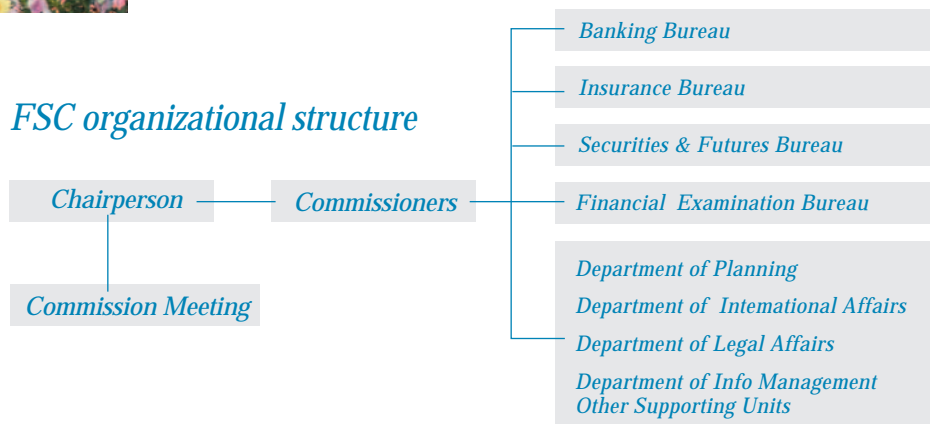 FSC organizational structure
Chairperson
Commissioners
Commission Meeting
Banking Bureau
Insurance Bureau
Securities & Futures Bureau
Financial Examination Bureau
Department of Planning
Department of Intemational Affairs
Department of Legal Affairs
Department of Info Management
Other Supporting Units